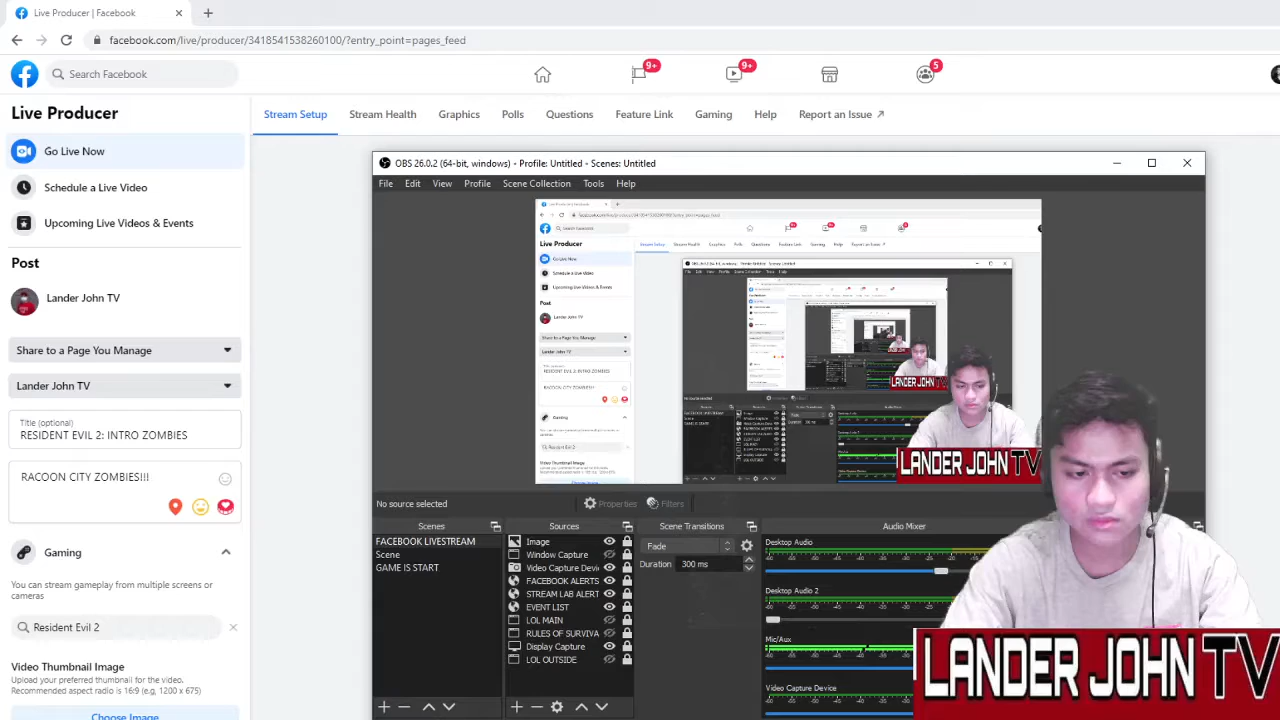 Live Producer | Facebook
facebook.com/live/producer/3418541538260100/?entry_point=pages_feed
Search Facebook
9+
9+
5
Live Producer
Go Live Now
Schedule a Live Video
Upcoming Live Videos & Events
Post
Lander John TV
Share to a Page You Manage
Lander John TV
Title (optional)
RESIDENT EVIL 2: INTRO ZOMBIES
RACOON CITY ZOMBIES!!!
Gaming
You can stream gameplay from multiple screens or
cameras
Resident Evil 2
Video Thumbnail Image
Upload your own thumbnail for the video.
Recommended aspect radio is 16:9 (e.g, 1200 x 675)
Choose Image
Stream Setup
Stream Health
Graphics
Polls
Questions
Feature Link
Gaming
Help
Report an Issue
OBS 26.0.2 (64-bit, windows) - Profile: Untitled - Scenes: Untitled
File Edit View Profile Scene Collection Tools Help
LANDER JOHN TV
LANDER JOHN TV
No source selected
Properties
Filters
Scenes
FACEBOOK LIVESTREAM
Scene
GAME IS START
Sources
Image
Window Capture
Video Capture Devi
FACEBOOK ALERTS
STREAM LAB ALERT
EVENT LIST
LOL MAIN
RULES OF SURVIVA
Display Capture
LOL OUTSIDE
Scene Transitions
Fade
Duration 300 ms
Audio Mixer
Desktop Audio
Desktop Audio 2
Mic/Aux
Video Capture Device
LANDER JOHN TV